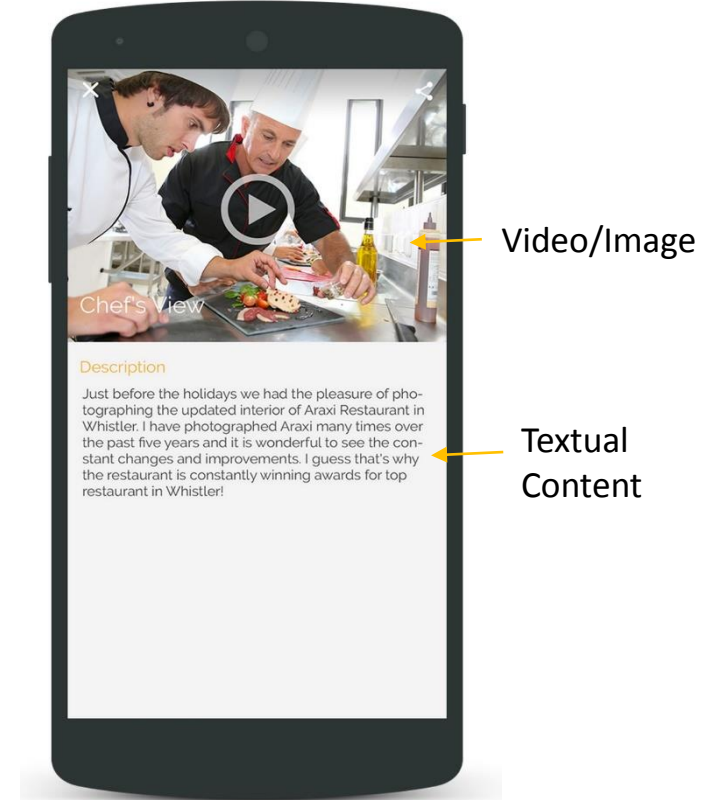 Chef's View
Video/Image
Description
Just before the holidays we had the pleasure of pho-
tographing the updated interior of Araxi Restaurant in
Whistler. I have photographed Araxi many times over
the past five years and it is wonderful to see the con-
stant changes and improvements. I guess that's why
the restaurant is constantly winning awards for top
restaurant in Whistler!
Textual
Content